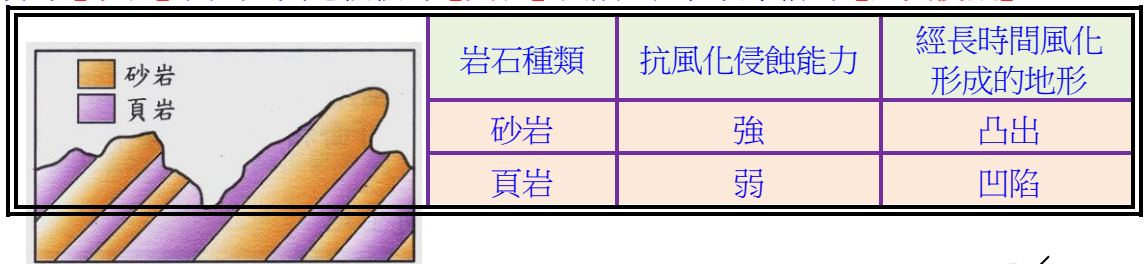 砂岩
頁岩
岩石種類 抗風化侵蝕能力 經長時間風化
形成的地形
砂岩 強 凸出
頁岩 弱 凹陷